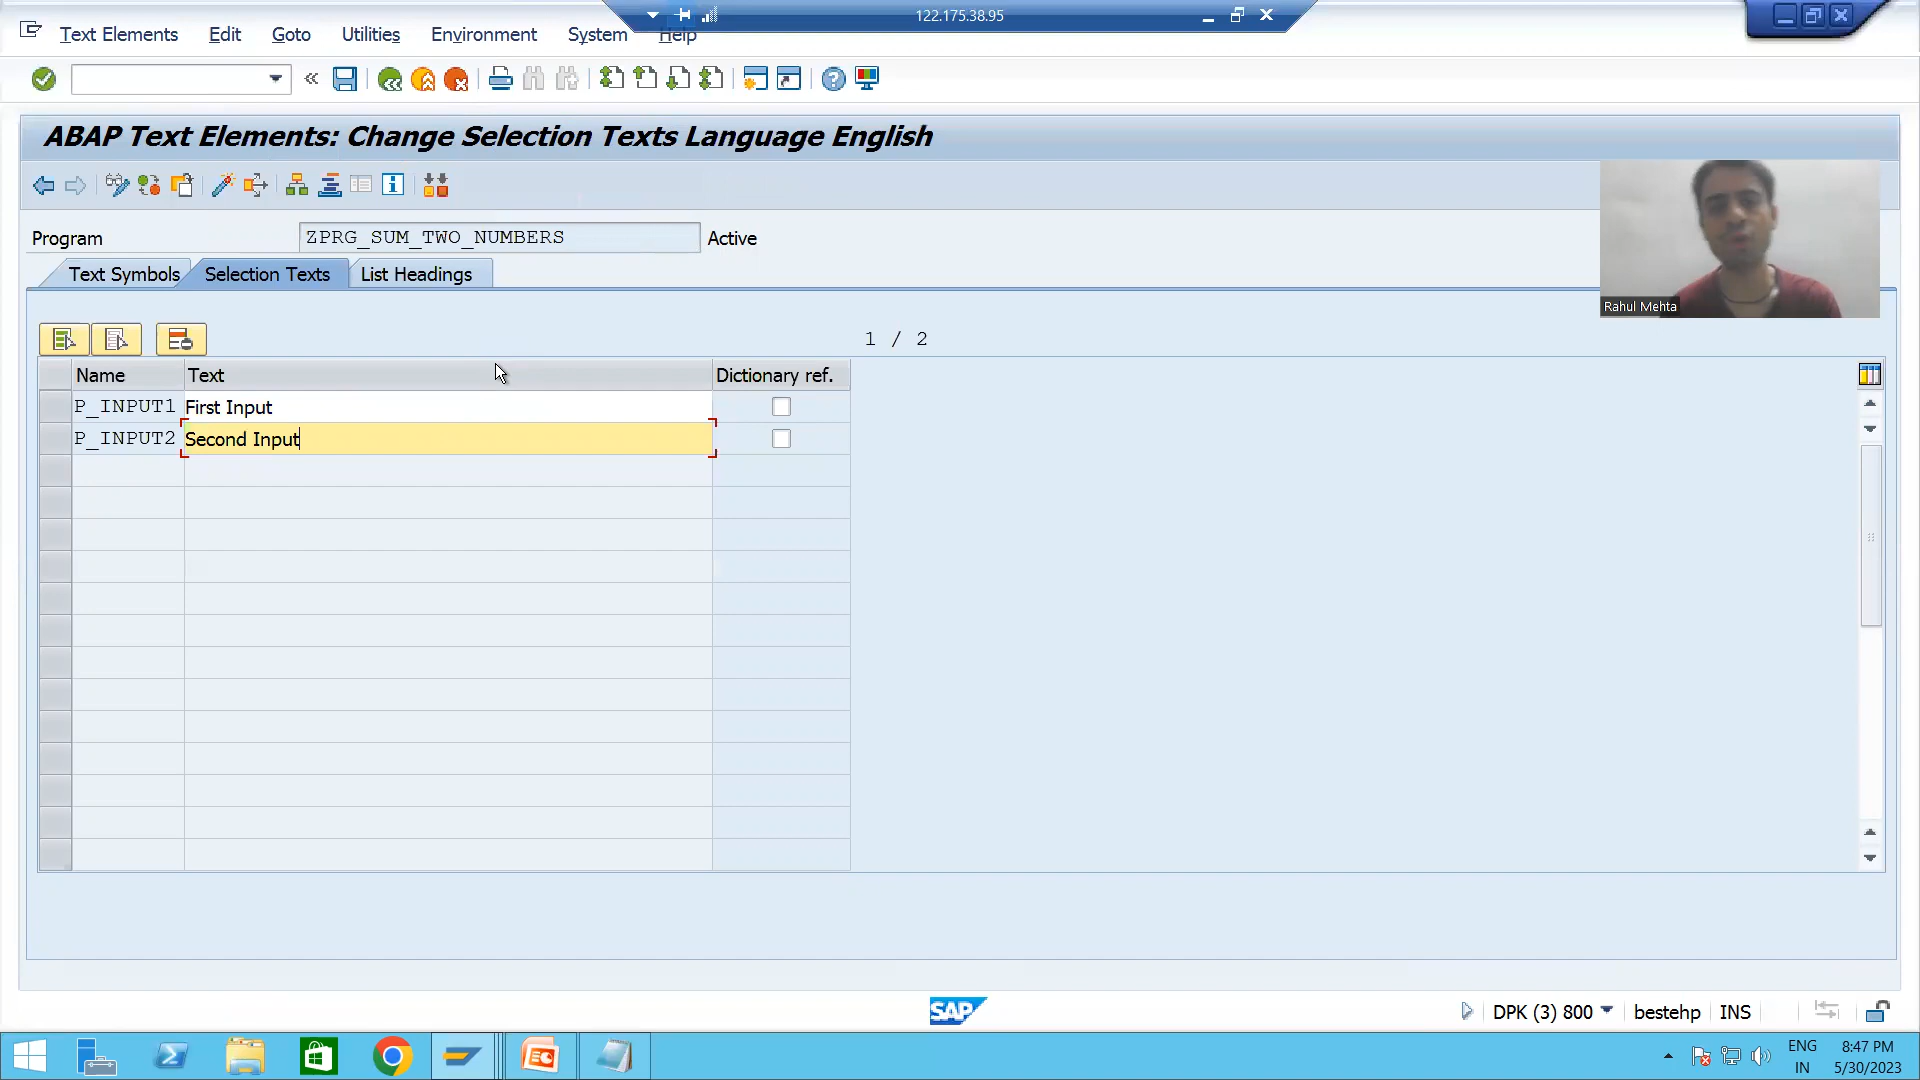 122.175.38.95
Text Elements Edit Goto Utilities Environment System Help
ABAP Text Elements: Change Selection Texts Language English
Program ZPRG_SUM_TWO_NUMBERS Active
Text Symbols Selection Texts List Headings
Rahul Mehta
1 / 2
Name Text Dictionary ref.
P_INPUT1 First Input
P_INPUT2 Second Input
SAP DPK (3) 800 bestehp INS
ENG 8:47 PM
IN 5/30/2023